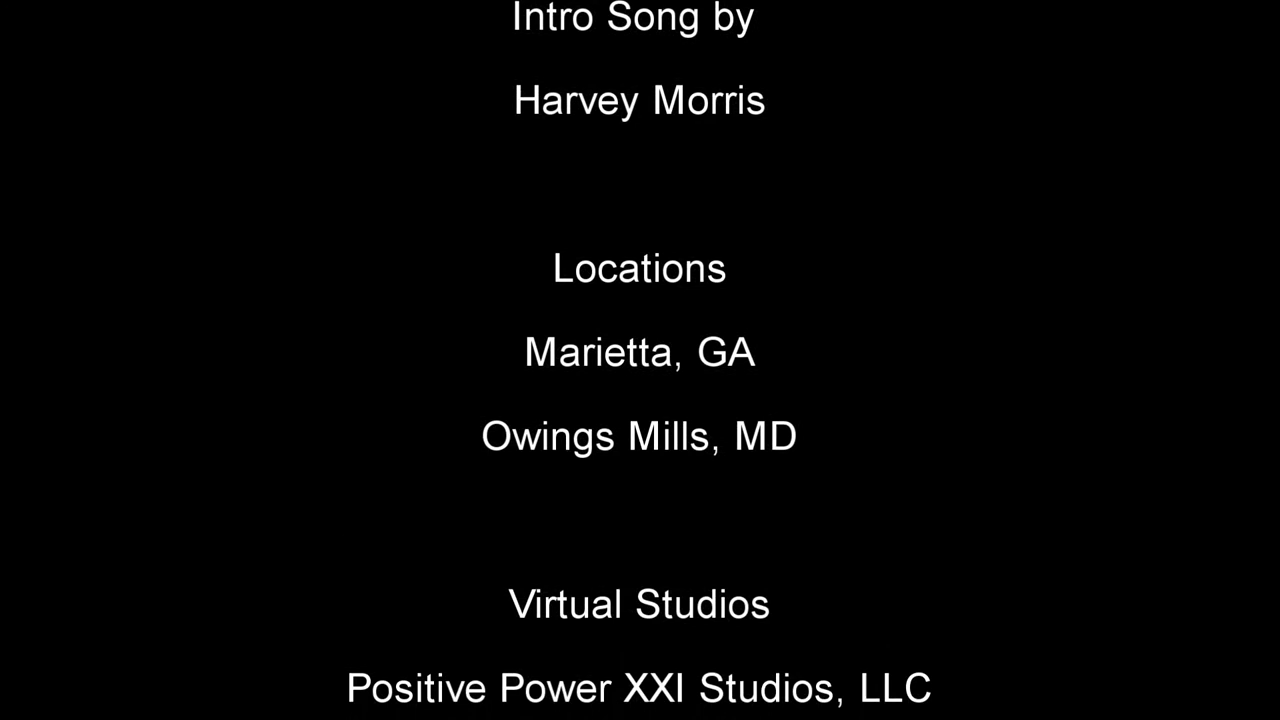 Intro Song by
Harvey Morris
Locations
Marietta, GA
Owings Mills, MD
Virtual Studios
Positive Power XXI Studios, LLC